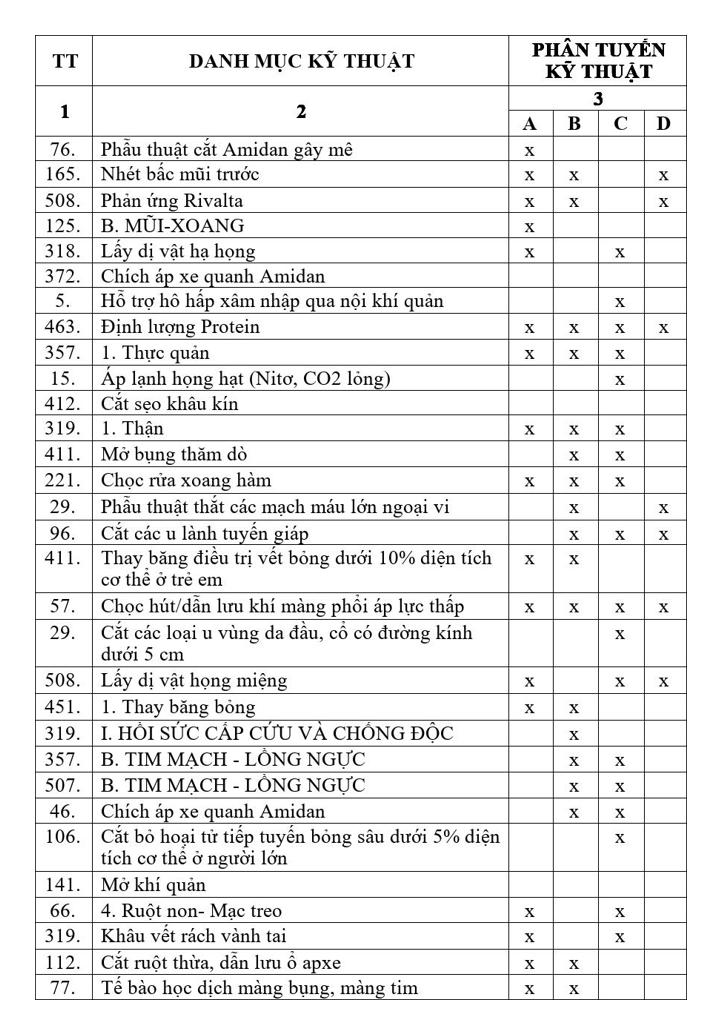 TT DANH MỤC KỸ THUẬT PHÂN TUYẾN
KỸ THUẬT
1 2 3
A B C D
76. Phẫu thuật cắt Amidan gây mê x
165. Nhét bấc mũi trước x x x
508. Phản ứng Rivalta x x x
125. B. MŨI-XOANG x
318. Lấy dị vật hạ họng x x
372. Chích áp xe quanh Amidan
5. Hỗ trợ hô hấp xâm nhập qua nội khí quản x
463. Định lượng Protein x x x x
357. 1. Thực quản x x x
15. Áp lạnh họng hạt (Nitơ, CO2 lỏng) x
412. Cắt sẹo khâu kín
319. 1. Thận x x x
411. Mở bụng thăm dò x x
221. Chọc rửa xoang hàm x x x
29. Phẫu thuật thắt các mạch máu lớn ngoại vi x x
96. Cắt các u lành tuyến giáp x x x
411. Thay băng điều trị vết bỏng dưới 10% diện tích x x
cơ thể ở trẻ em
57. Chọc hút/dẫn lưu khí màng phổi áp lực thấp x x x x
29. Cắt các loại u vùng da đầu, cổ có đường kính x
dưới 5 cm
508. Lấy dị vật họng miệng x x x
451. 1. Thay băng bỏng x x
319. I. HỒI SỨC CẤP CỨU VÀ CHỐNG ĐỘC x
357. B. TIM MẠCH - LỒNG NGỰC x x
507. B. TIM MẠCH - LỒNG NGỰC x x
46. Chích áp xe quanh Amidan x x
106. Cắt bỏ hoại tử tiếp tuyến bỏng sâu dưới 5% diện x
tích cơ thể ở người lớn
141. Mở khí quản
66. 4. Ruột non- Mạc treo x x
319. Khâu vết rách vành tai x x
112. Cắt ruột thừa, dẫn lưu ổ apxe x x
77. Tế bào học dịch màng bụng, màng tim x x